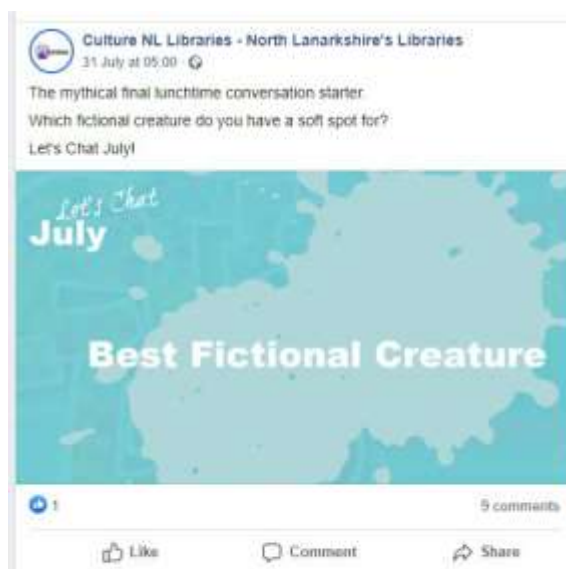 Culture NL Libraries - North Lanarkshire's Libraries
31 July at 05:00
The mythical final lunchtime conversation starter
Which fictional creature do you have a soft spot for?
Let's Chat July!
Let's Chat
July
Best Fictional Creature
1
9 comments
Like
Comment
Share